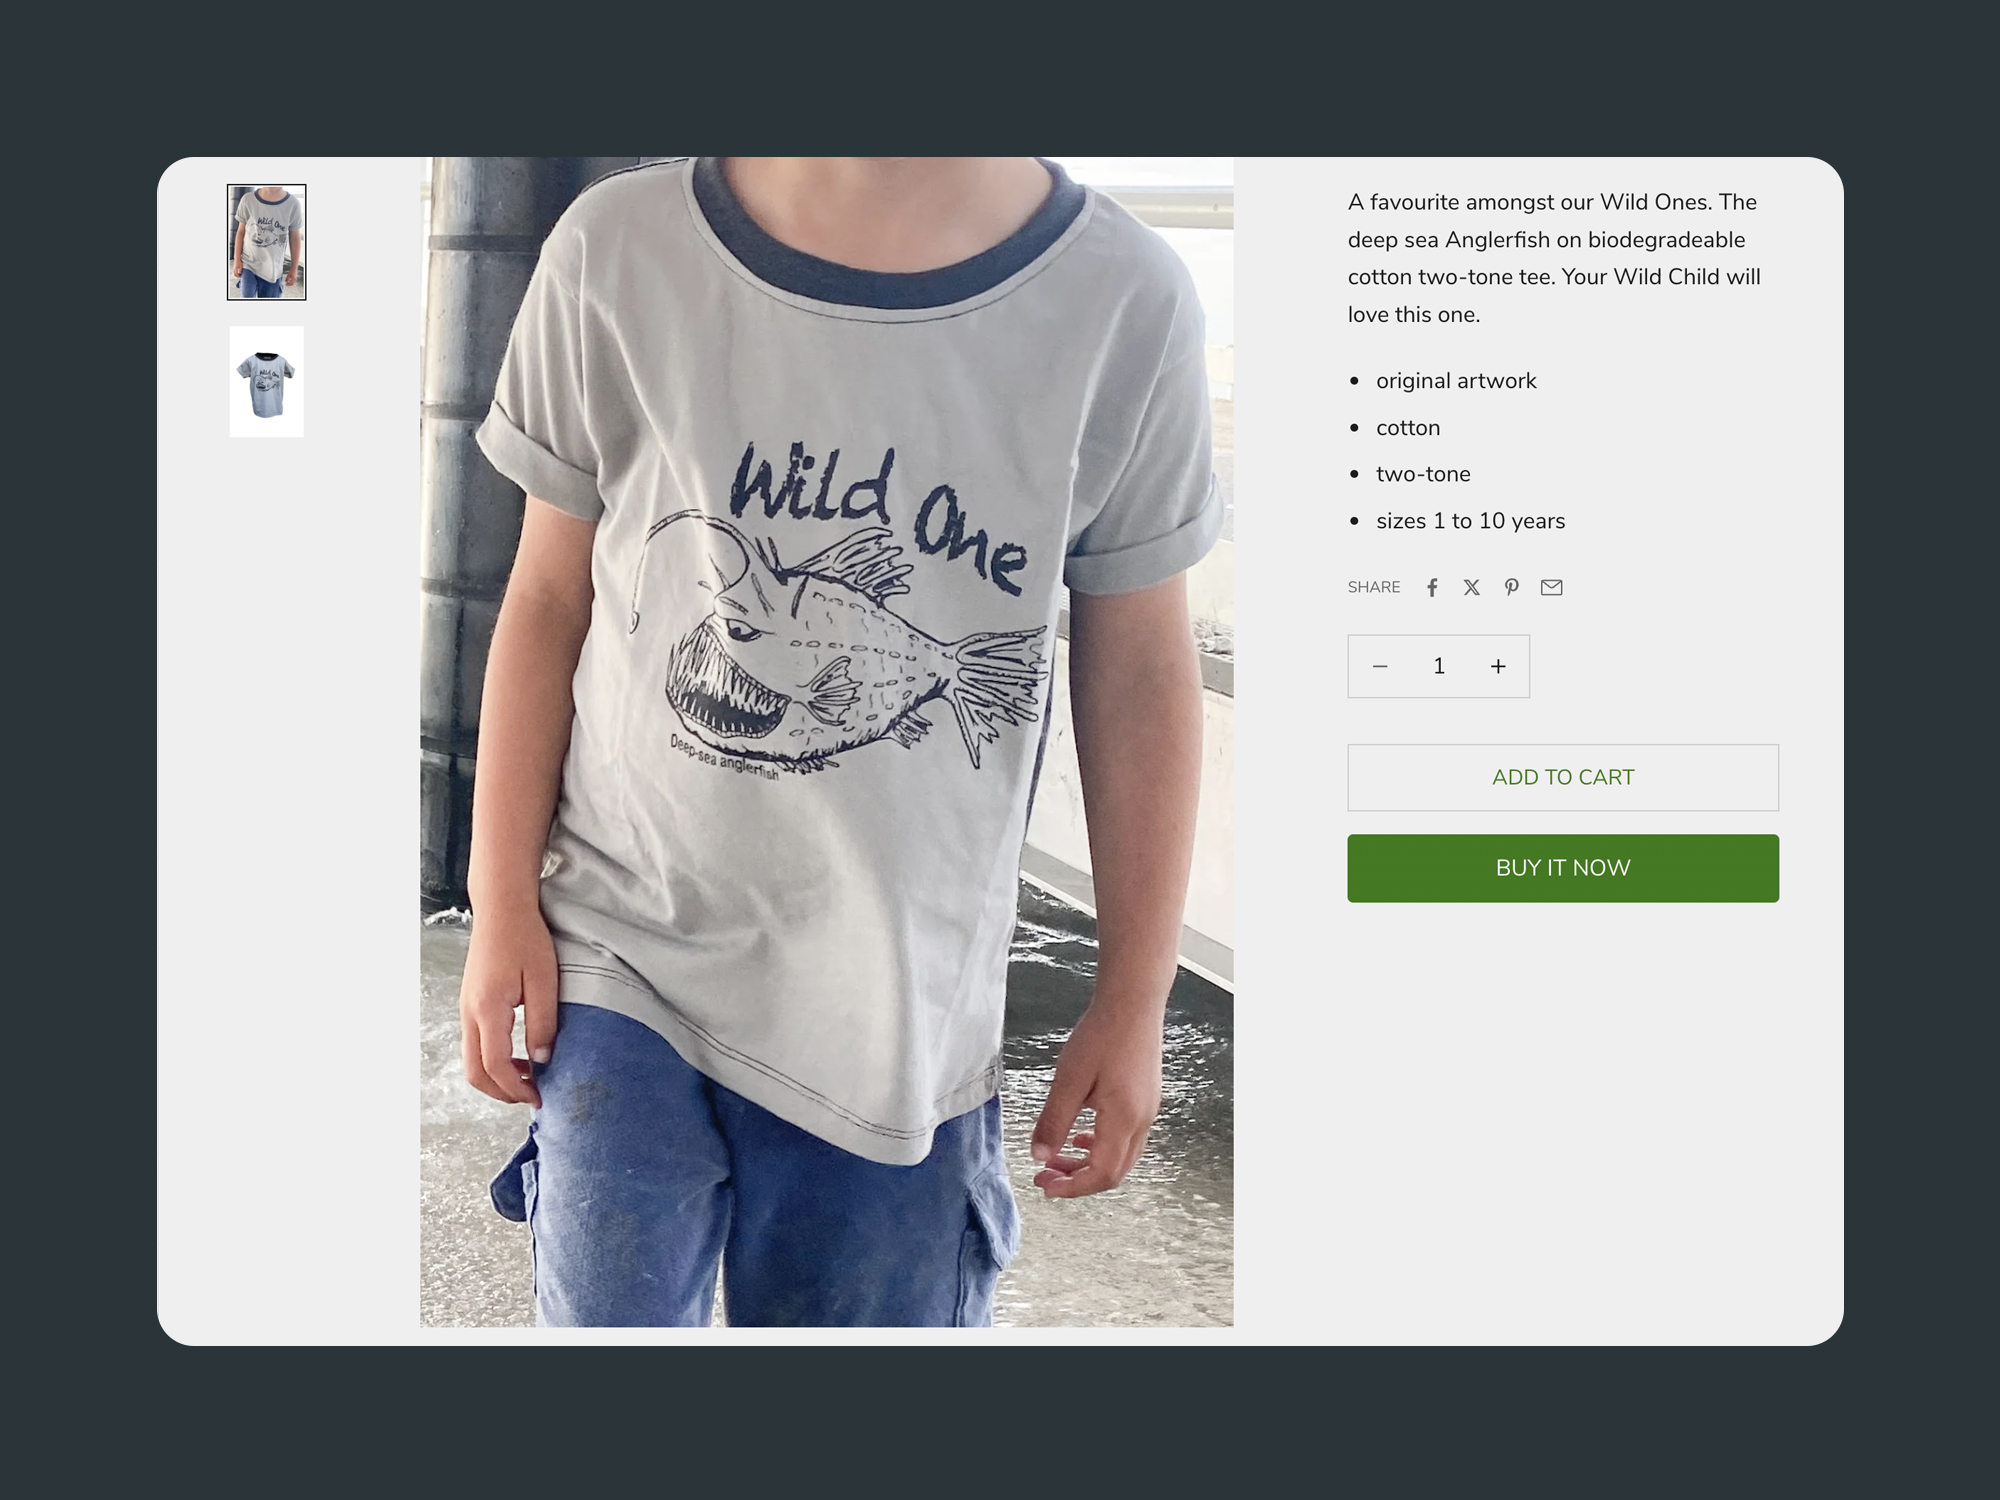 Wild One
Deep-sea anglerfish
A favourite amongst our Wild Ones. The
deep sea Anglerfish on biodegradeable
cotton two-tone tee. Your Wild Child will
love this one.
• original artwork
• cotton
• two-tone
• sizes 1 to 10 years
SHARE
− 1 +
ADD TO CART
BUY IT NOW